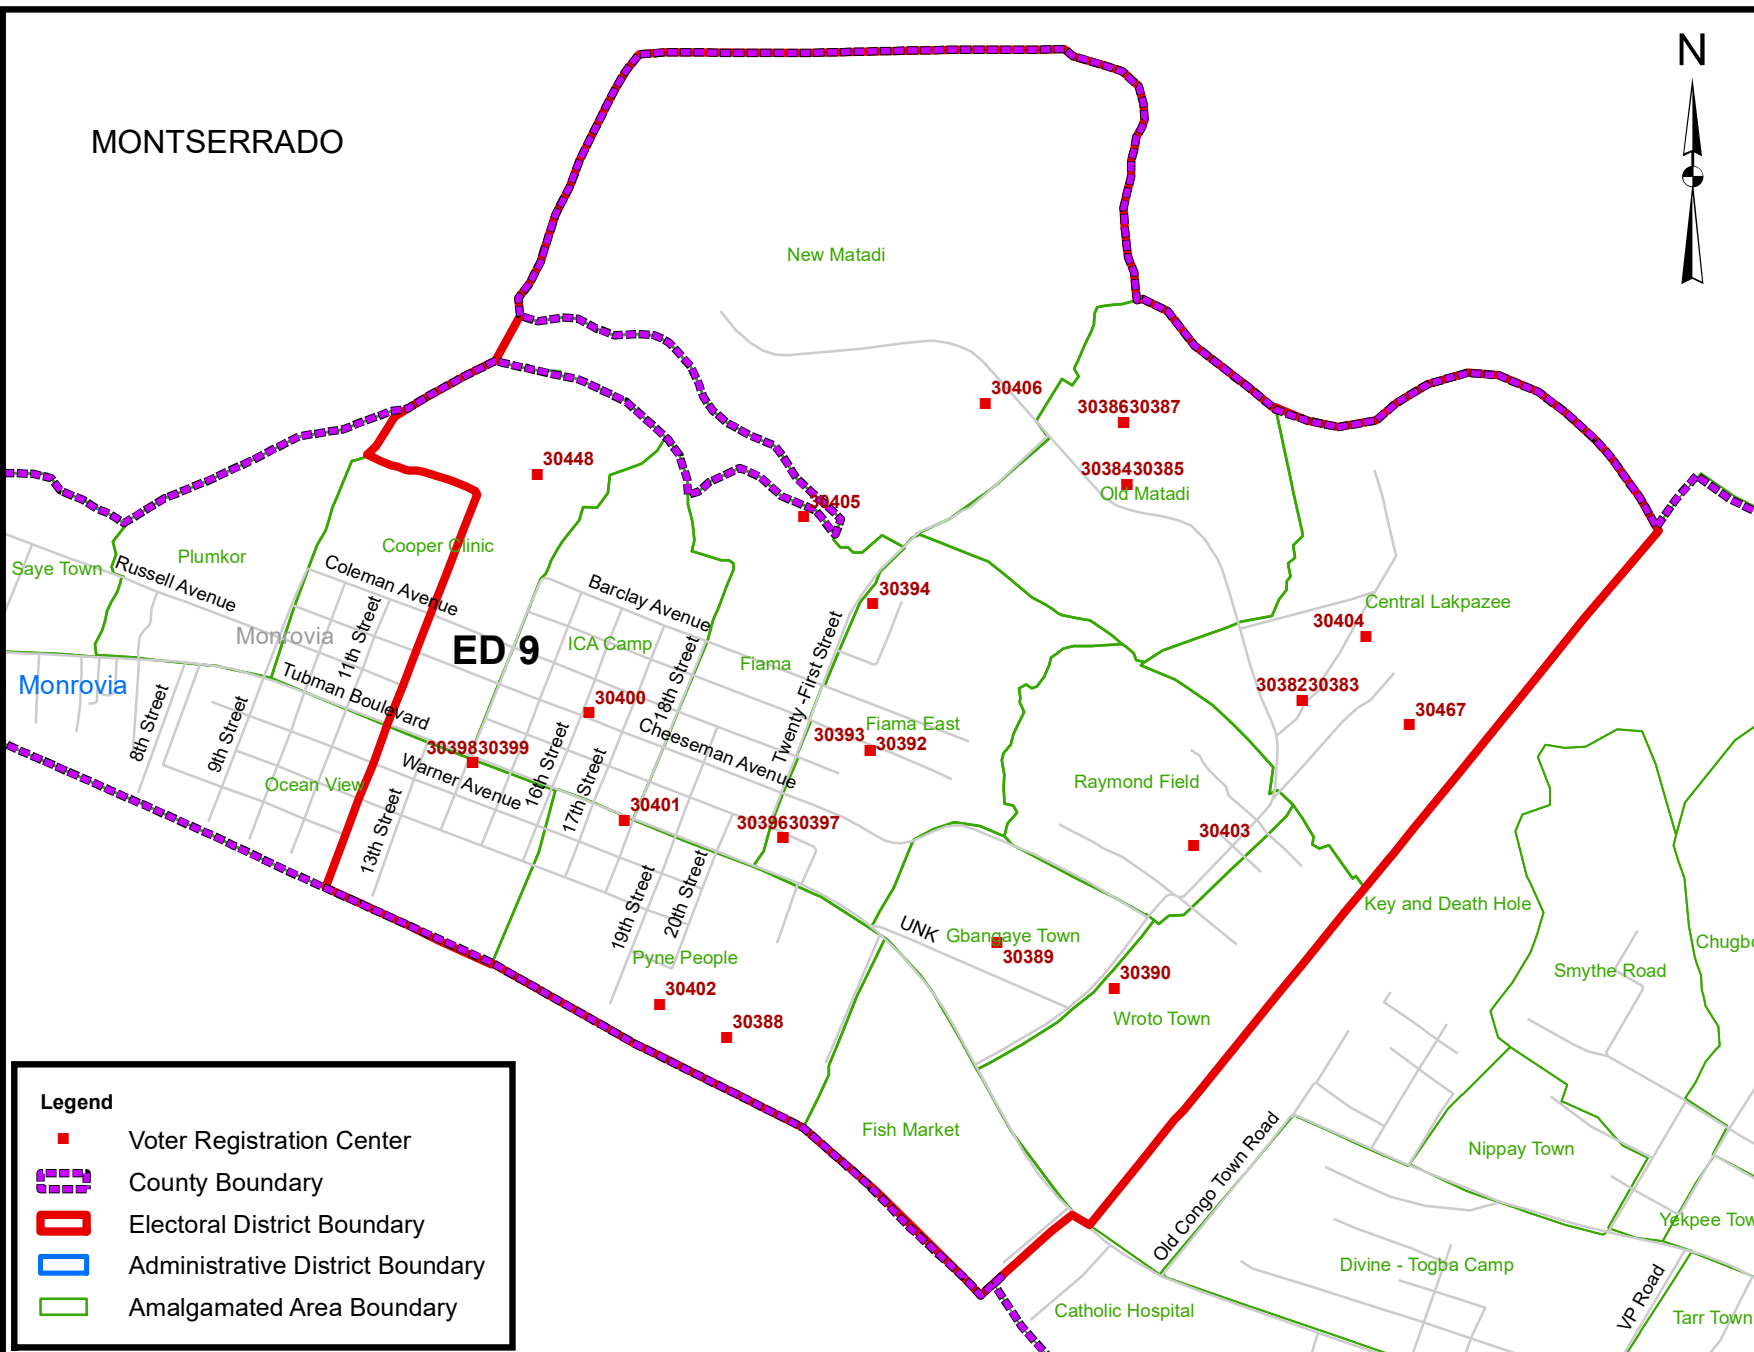 N
MONTSERRADO
New Matadi
30406
3038630387
30448
3038430385
Old Matadi
30405
Plumkor
Cooper Clinic
Saye Town
Russell Avenue
Coleman Avenue
Barclay Avenue
30394
Central Lakpazee
30404
Monrovia
11th Street
ED 9
ICA Camp
18th Street
Fiama
Twenty -First Street
Monrovia
Tubman Boulevard
30400
3038230383
30467
8th Street
9th Street
3039830399
16th Street
17th Street
Cheeseman Avenue
30393
Fiama East
30392
Ocean View
Warner Avenue
Raymond Field
13th Street
30401
3039630397
30403
19th Street
20th Street
UNK
Gbangaye Town
30389
Key and Death Hole
Pyne People
30402
30388
30390
Wroto Town
Smythe Road
Fish Market
Old Congo Town Road
Nippay Town
Divine - Togba Camp
Catholic Hospital
VP Road
Tarr Town
Legend
Voter Registration Center
County Boundary
Electoral District Boundary
Administrative District Boundary
Amalgamated Area Boundary